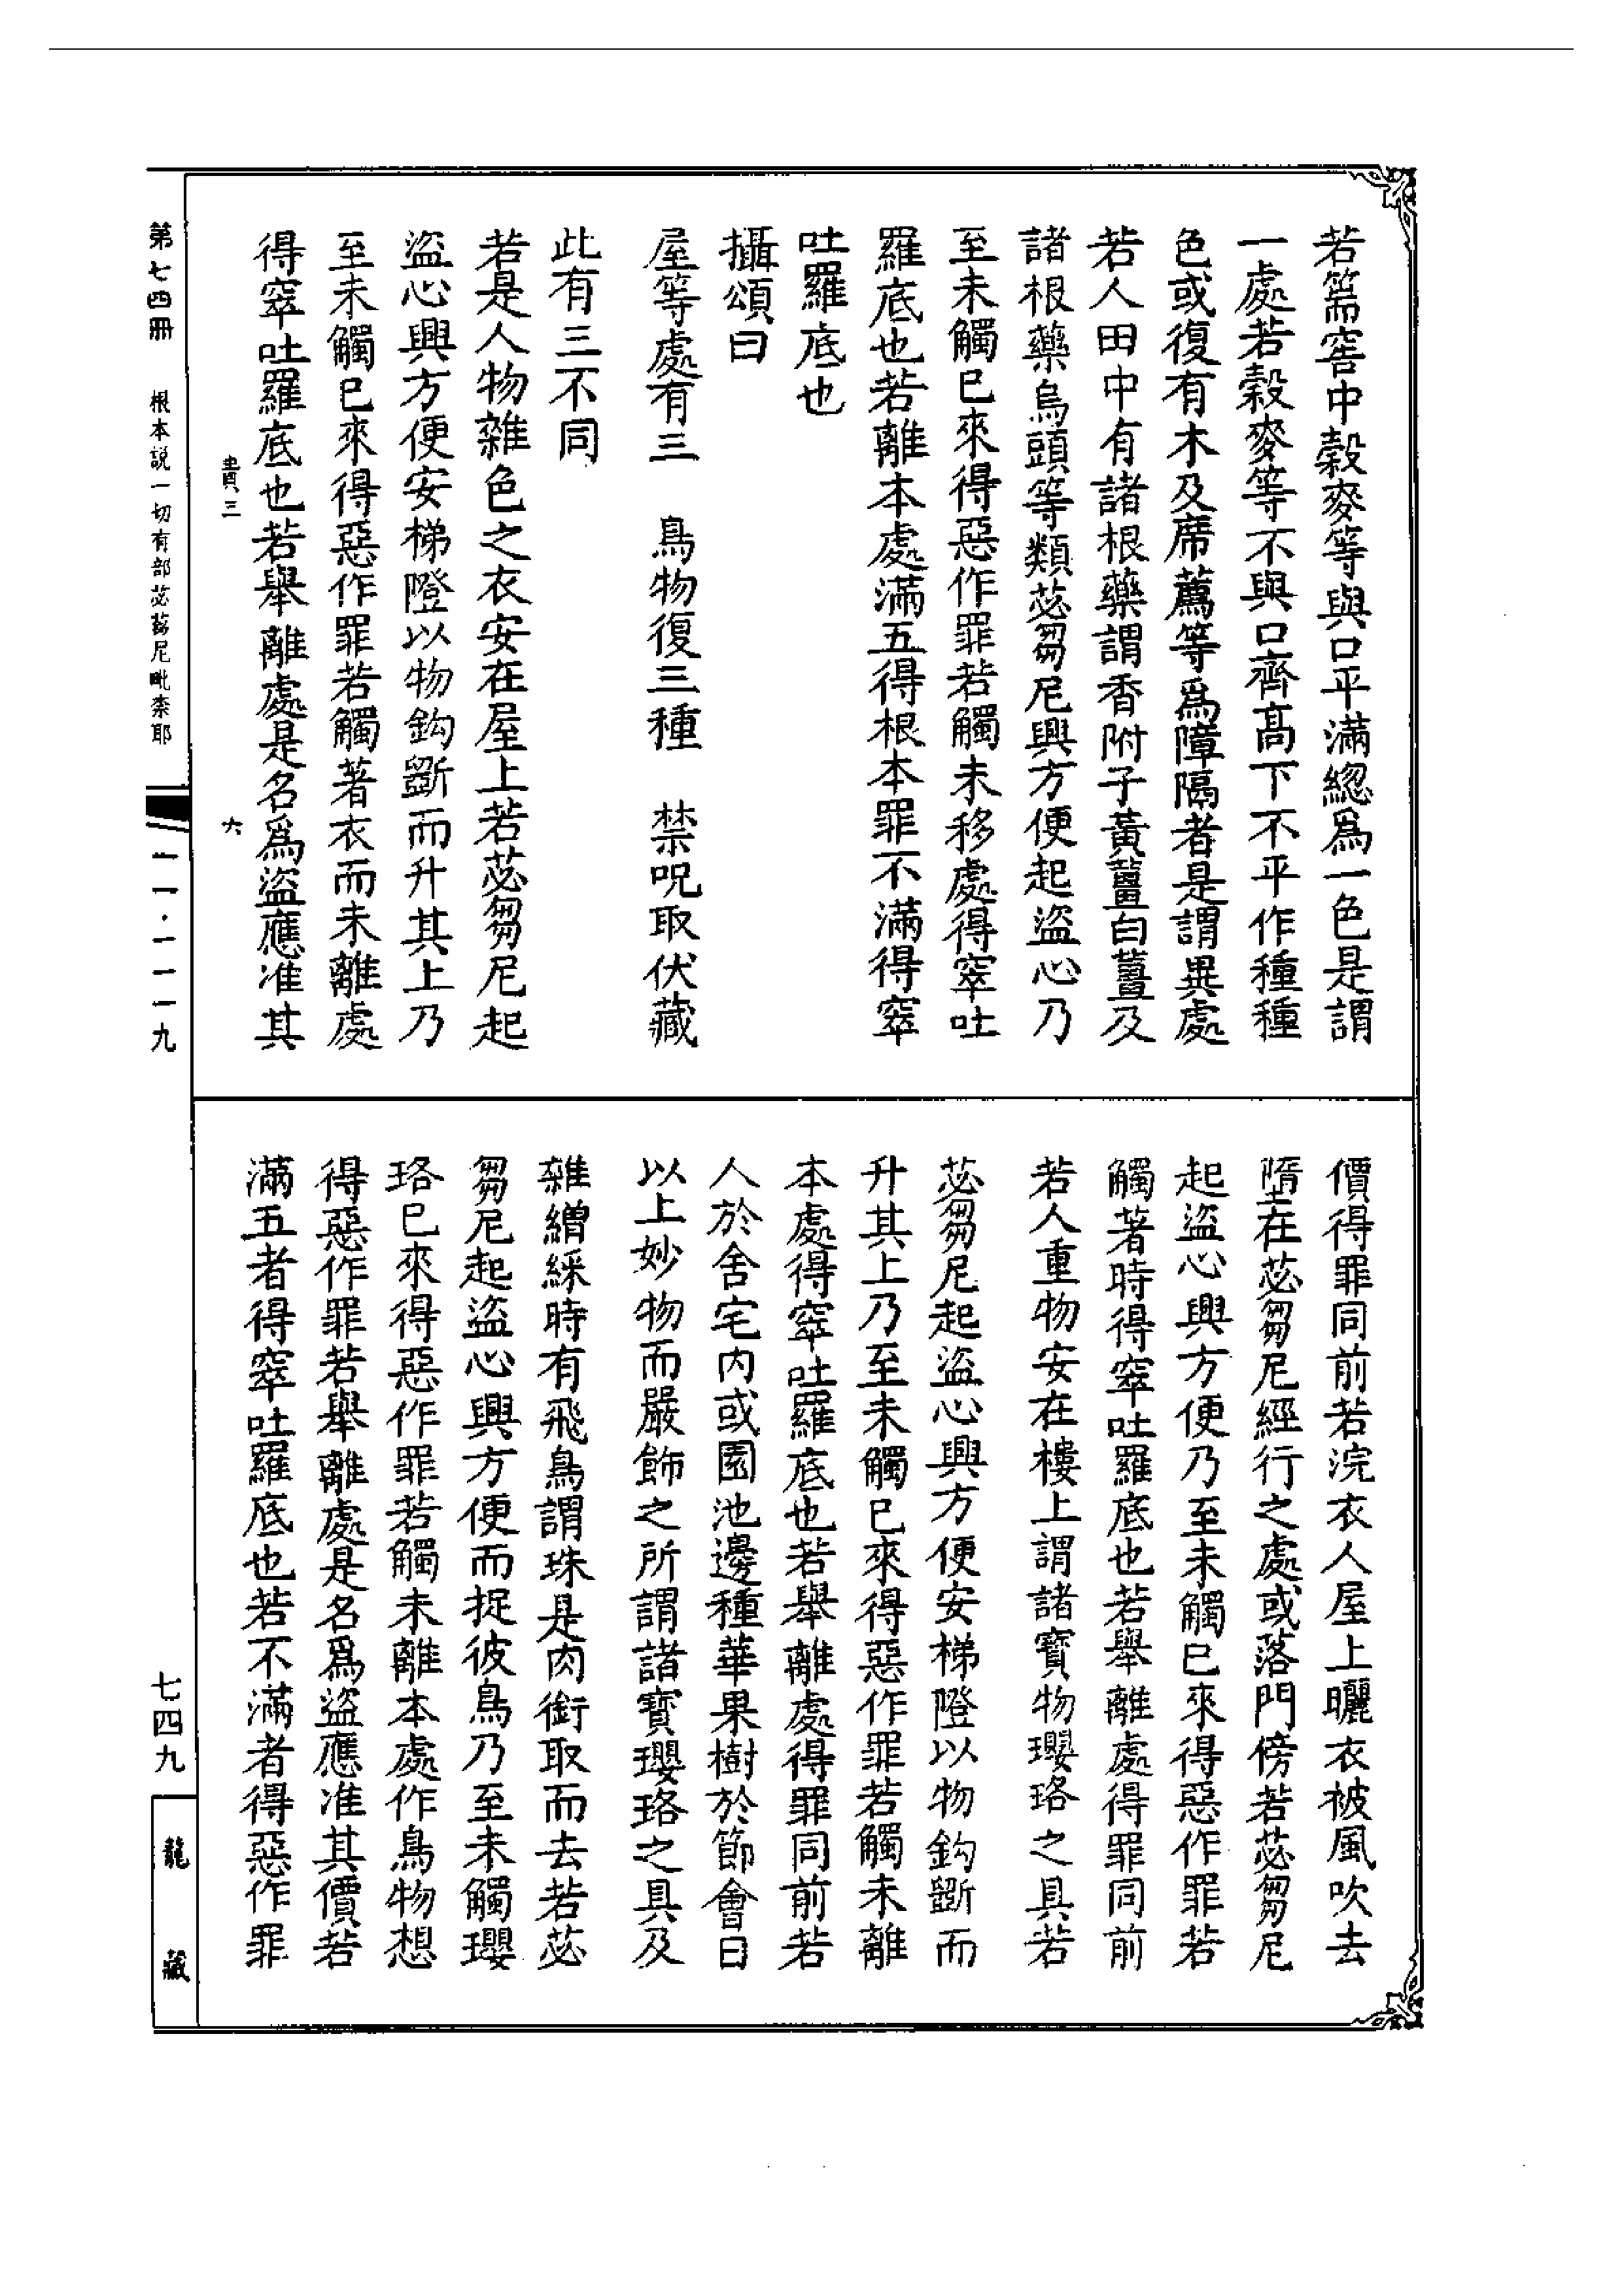 若篅窖中穀麥等與口平滿總爲一色是謂
一處若穀麥等不與口齊高下不平作種種
色或復有木及席薦等爲障隔者是謂異處
若人田中有諸根藥謂香附子黃薑白薑及
諸根藥烏頭等類苾芻尼興方便起盜心乃
至未觸已來得惡作罪若觸未移處得窣吐
羅底也若離本處滿五得根本罪不滿得窣
吐羅底也
攝頌曰
屋等處有三　鳥物復三種　禁呪取伏藏
此有三不同
若是人物雜色之衣安在屋上若苾芻尼起
盜心興方便安梯隥以物鈎斷而升其上乃
至未觸已來得惡作罪若觸著衣而未離處
得窣吐羅底也若舉離處是名爲盜應准其
價得罪同前若浣衣人屋上曬衣被風吹去
墮在苾芻尼經行之處或落門傍若苾芻尼
起盜心興方便乃至未觸已來得惡作罪若
觸著時得窣吐羅底也若舉離處得罪同前
若人重物安在樓上謂諸寶物瓔珞之具若
苾芻尼起盜心興方便安梯隥以物鈎斷而
升其上乃至未觸已來得惡作罪若觸未離
本處得窣吐羅底也若舉離處得罪同前若
人於舍宅內或園池邊種華果樹於節會日
以上妙物而嚴飾之所謂諸寶瓔珞之具及
雜繒綵時有飛鳥謂珠是肉銜取而去若苾
芻尼起盜心興方便而捉彼鳥乃至未觸瓔
珞已來得惡作罪若觸未離本處作鳥物想
得惡作罪若舉離處是名爲盜應准其價若
滿五者得窣吐羅底也若不滿者得惡作罪
貴三　六
第七四冊　根本説一切有部苾芻尼毗柰耶
一一·一一一九
七四九
龍藏